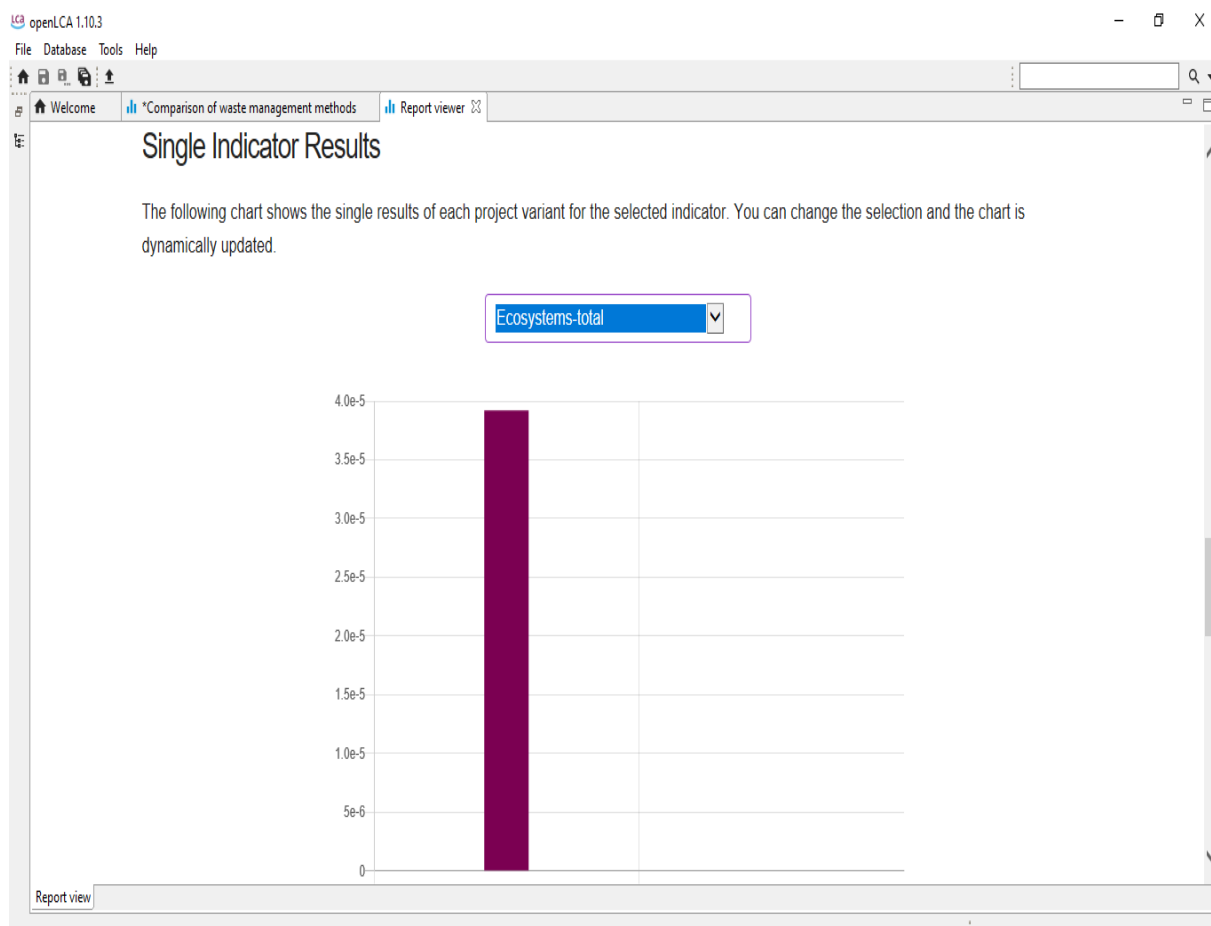 LCa openLCA 1.10.3
File Database Tools Help
Welcome *Comparison of waste management methods Report viewer
Single Indicator Results
The following chart shows the single results of each project variant for the selected indicator. You can change the selection and the chart is
dynamically updated.
Ecosystems-total
4.0e-5
3.5e-5
3.0e-5
2.5e-5
2.0e-5
1.5e-5
1.0e-5
5e-6
0
Report view